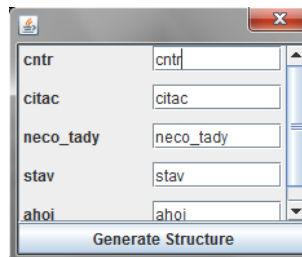 cntr cntr
citac citac
neco_tady neco_tady
stav stav
ahoj ahoj
Generate Structure